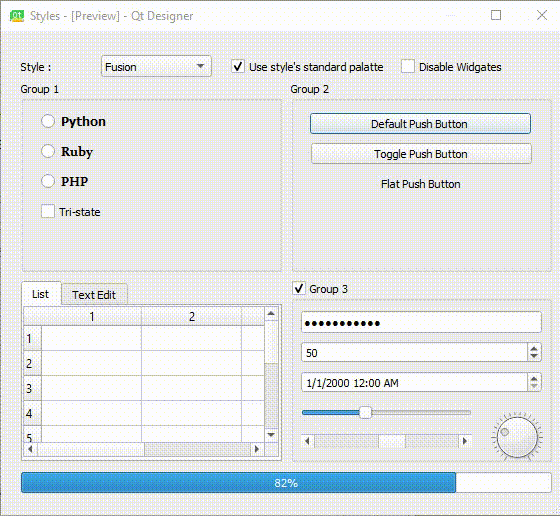 Styles - [Preview] - Qt Designer
Style :
Fusion
Use style's standard palatte
Disable Widgates
Group 1
Group 2
Python
Ruby
PHP
Tri-state
Default Push Button
Toggle Push Button
Flat Push Button
List
Text Edit
1 2
1
2
3
4
5
Group 3
50
1/1/2000 12:00 AM
82%